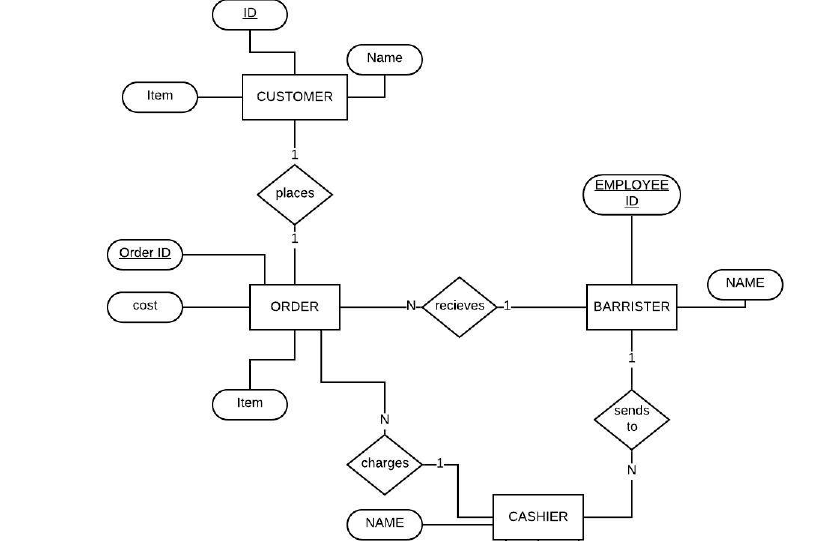 ID
Name
Item
CUSTOMER
1
places
1
EMPLOYEE
ID
Order ID
NAME
cost
ORDER
N
recieves
1
BARRISTER
1
Item
sends
to
N
charges
1
N
CASHIER
NAME